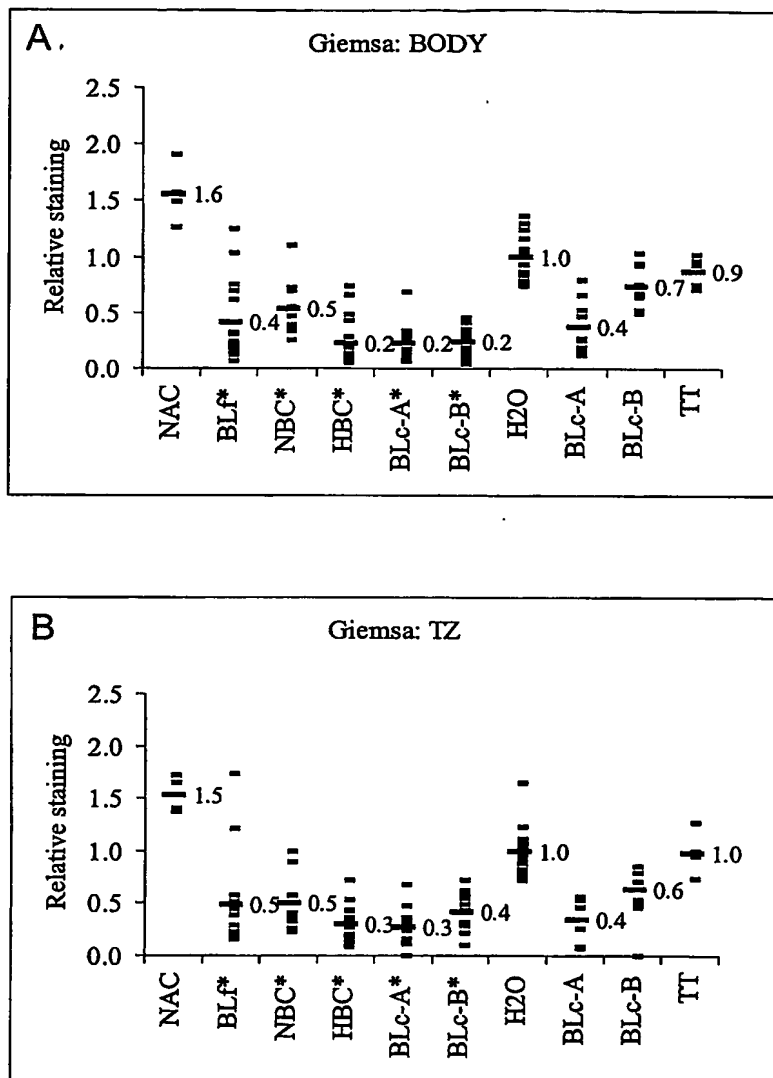 A.
Giemsa: BODY
Relative staining
2.5
2.0
1.5
1.0
0.5
0.0
1.6
0.4
0.5
0.2
0.2
0.2
1.0
0.4
0.7
0.9
NAC
BLf*
NBC*
HBC*
BLc-A*
BLc-B*
H2O
BLc-A
BLc-B
TT
B
Giemsa: TZ
Relative staining
2.5
2.0
1.5
1.0
0.5
0.0
1.5
0.5
0.5
0.3
0.3
0.4
1.0
0.4
0.6
1.0
NAC
BLf*
NBC*
HBC*
BLc-A*
BLc-B*
H2O
BLc-A
BLc-B
TT